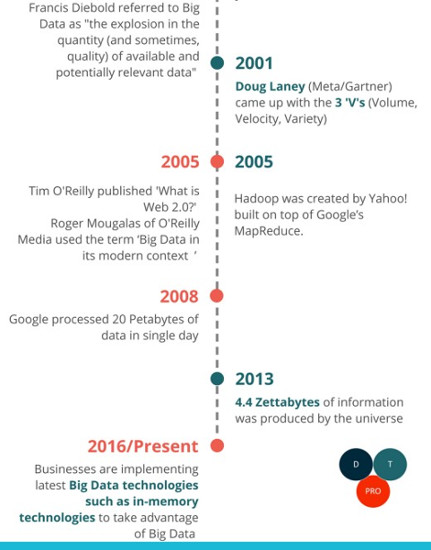 Francis Diebold referred to Big
Data as "the explosion in the
quantity (and sometimes,
quality) of available and
potentially relevant data"
2001
Doug Laney (Meta/Gartner)
came up with the 3 'V's (Volume,
Velocity, Variety)
2005
Tim O'Reilly published 'What is
Web 2.0?'
Roger Mougalas of O'Reilly
Media used the term 'Big Data in
its modern context '
2005
Hadoop was created by Yahoo!
built on top of Google's
MapReduce.
2008
Google processed 20 Petabytes of
data in single day
2013
4.4 Zettabytes of information
was produced by the universe
2016/Present
Businesses are implementing
latest Big Data technologies
such as in-memory
technologies to take advantage
of Big Data
D T
PRO